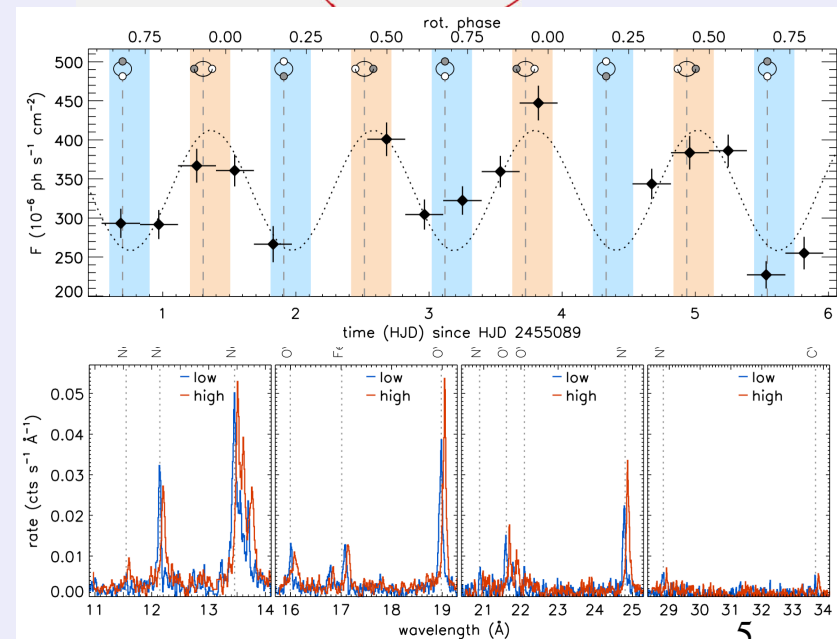 rot. phase
0.75 0.00 0.25 0.50 0.75 0.00 0.25 0.50 0.75
500
450
400
350
300
250
200
F (10⁻⁶ ph s⁻¹ cm⁻²)
1 2 3 4 5 6
time (HJD) since HJD 2455089
low
high
low
high
low
high
low
high
0.05
0.04
0.03
0.02
0.01
0.00
rate (cts s⁻¹ Å⁻¹)
11 12 13 14 16 17 18 19 21 22 23 24 25 29 30 31 32 33 34
wavelength (Å)
5